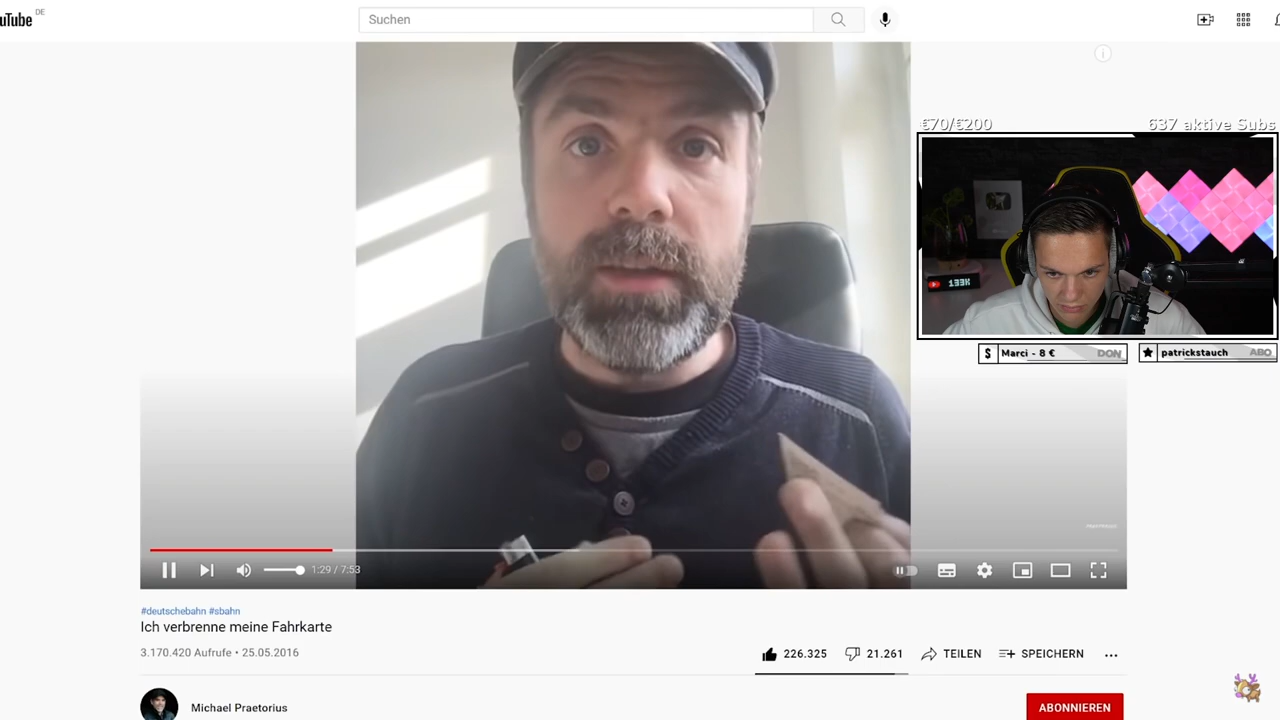 uTube DE
Suchen
€70/€200
637 aktive Subs
133K
$ Marci - 8 € DON
patrickstauch ABO
1:29 / 7:53
#deutschebahn #sbahn
Ich verbrenne meine Fahrkarte
3.170.420 Aufrufe • 25.05.2016
226.325
21.261
TEILEN
SPEICHERN
Michael Praetorius
ABONNIEREN